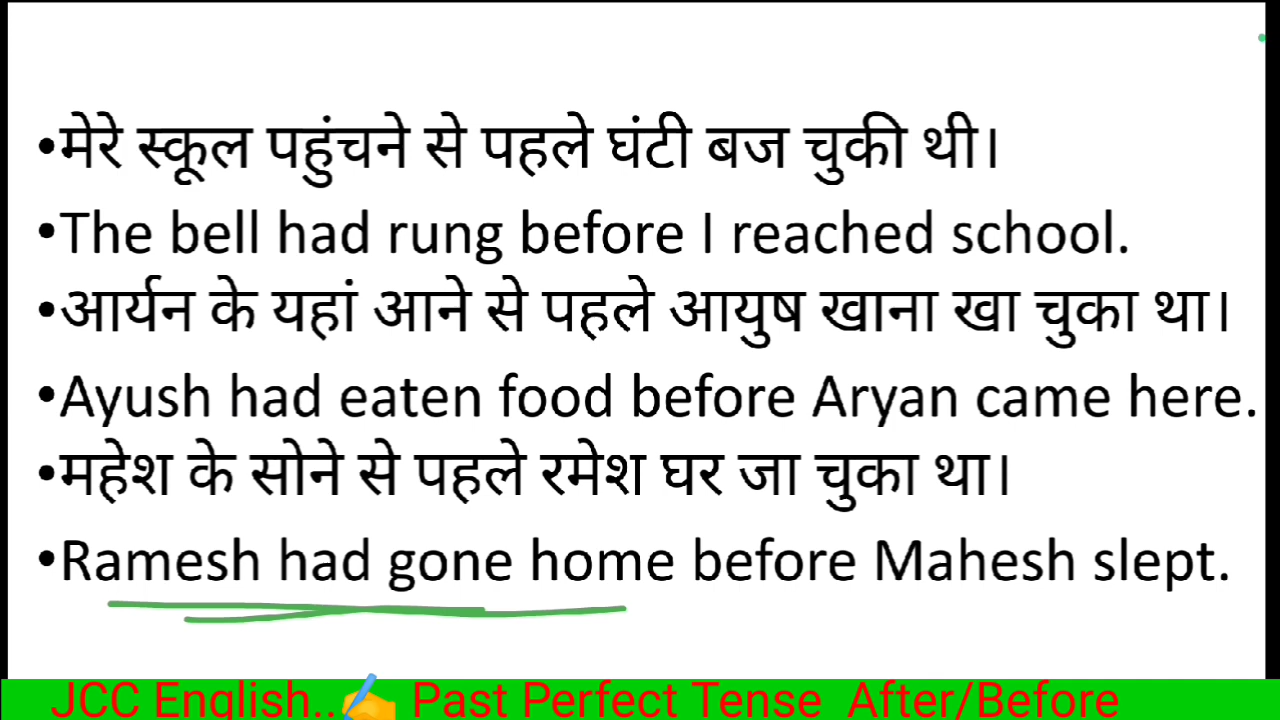 •मेरे स्कूल पहुंचने से पहले घंटी बज चुकी थी।
•The bell had rung before I reached school.
•आर्यन के यहां आने से पहले आयुष खाना खा चुका था।
•Ayush had eaten food before Aryan came here.
•महेश के सोने से पहले रमेश घर जा चुका था।
•Ramesh had gone home before Mahesh slept.
JCC English..✍️ Past Perfect Tense After/Before